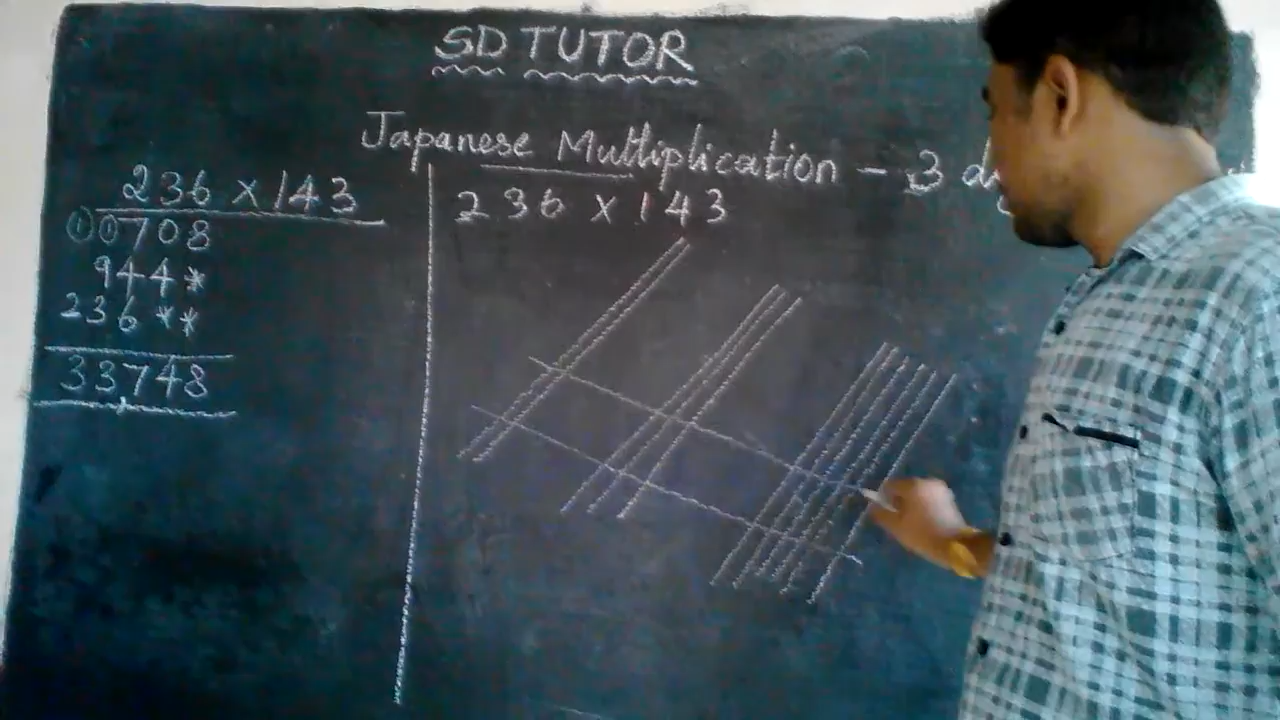 SD TUTOR
Japanese Multiplication - 3
236 × 143
①⓪708
944*
236**
33748
236 × 143